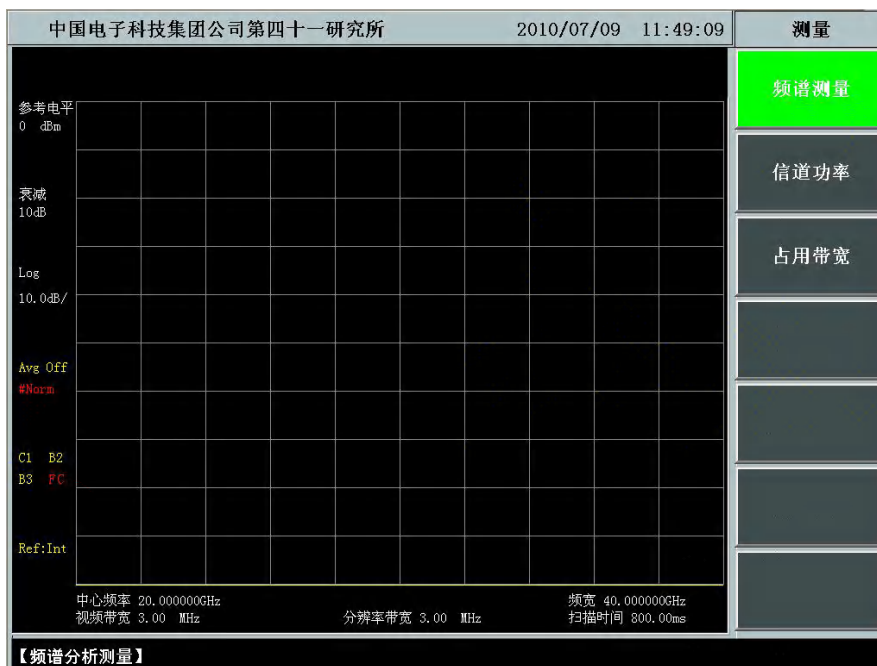 中国电子科技集团公司第四十一研究所 2010/07/09 11:49:09
测量
频谱测量
信道功率
占用带宽
参考电平
0 dBm
衰减
10dB
Log
10.0dB/
Avg Off
#Norm
C1 B2
B3 FC
Ref:Int
中心频率 20.000000GHz 频宽 40.000000GHz
视频带宽 3.00 MHz 分辨率带宽 3.00 MHz 扫描时间 800.00ms
【频谱分析测量】